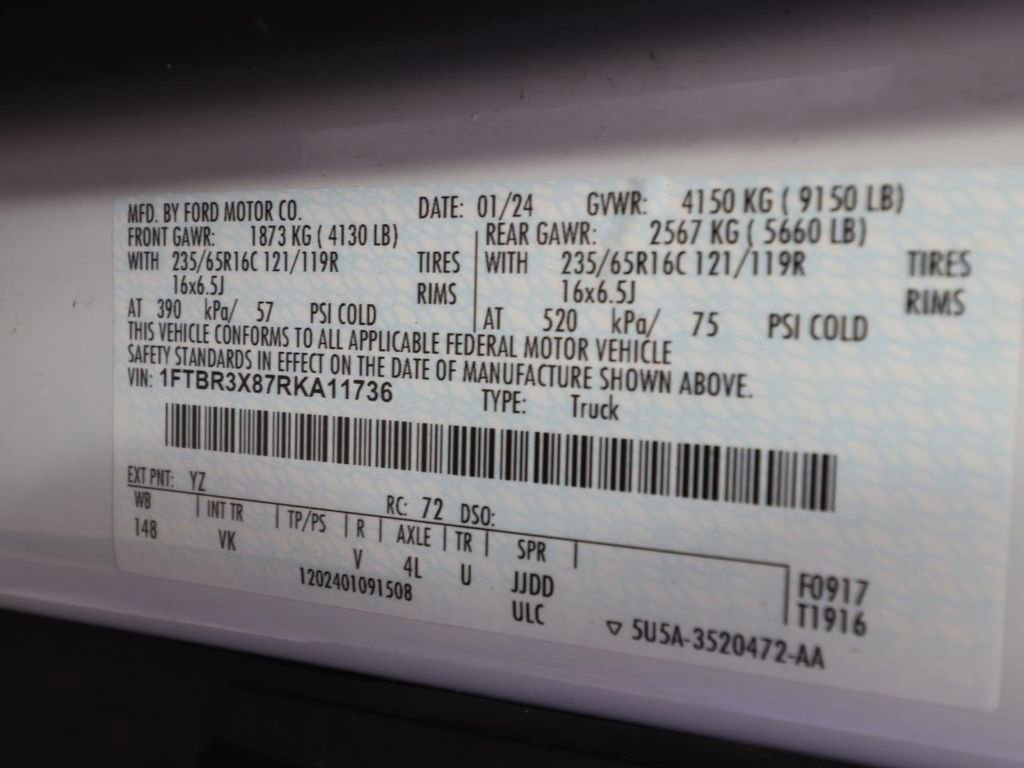 MFD. BY FORD MOTOR CO. DATE: 01/24 GVWR: 4150 KG ( 9150 LB)
FRONT GAWR: 1873 KG ( 4130 LB) REAR GAWR: 2567 KG ( 5660 LB)
WITH 235/65R16C 121/119R TIRES WITH 235/65R16C 121/119R TIRES
16x6.5J RIMS 16x6.5J RIMS
AT 390 kPa/ 57 PSI COLD AT 520 kPa/ 75 PSI COLD
THIS VEHICLE CONFORMS TO ALL APPLICABLE FEDERAL MOTOR VEHICLE
SAFETY STANDARDS IN EFFECT ON THE DATE OF MANUFACTURE SHOWN ABOVE.
VIN: 1FTBR3X87RKA11736 TYPE: Truck
EXT PNT: YZ RC: 72 DSO:
WB INT TR TP/PS R AXLE TR SPR
148 VK V 4L U JJDD F0917
1202401091508 ULC T1916
▽ 5U5A-3520472-AA